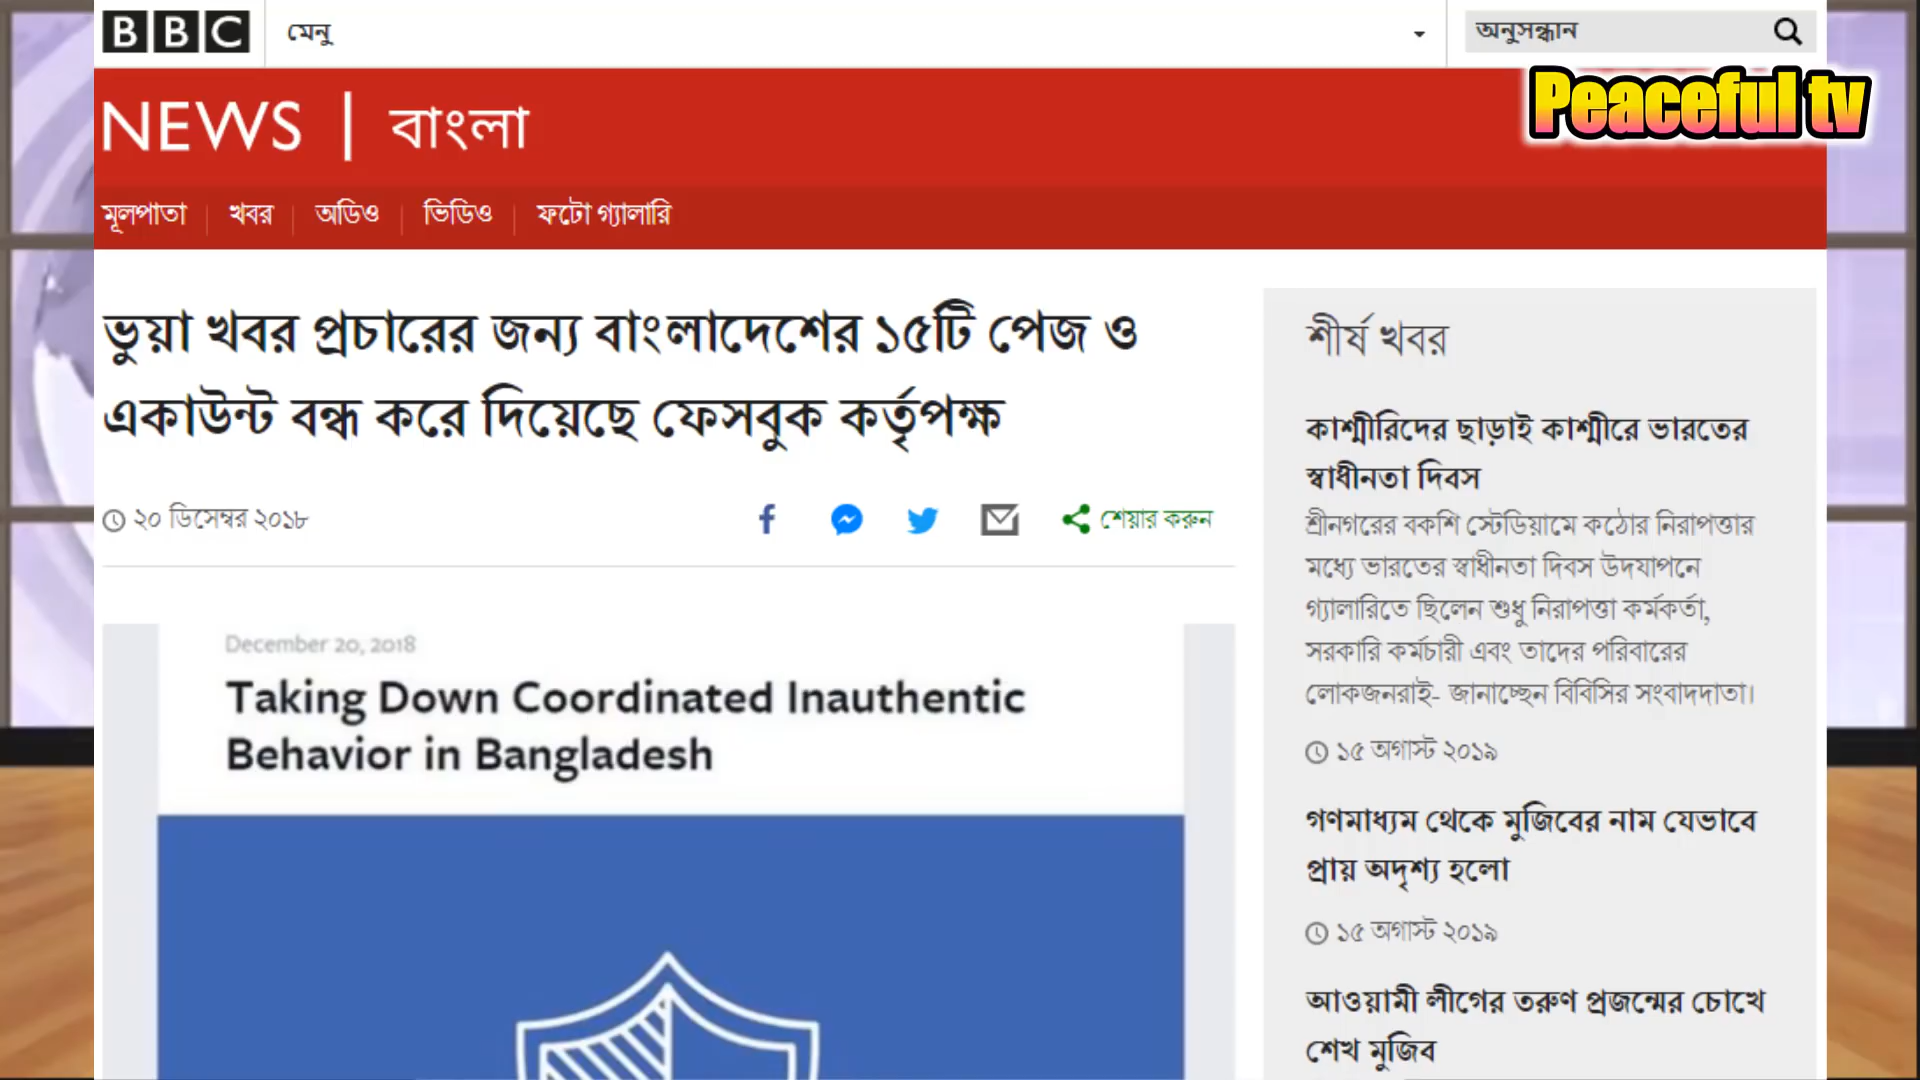 BBC
মেনু
অনুসন্ধান
Peaceful tv
NEWS | বাংলা
মূলপাতা
খবর
অডিও
ভিডিও
ফটো গ্যালারি
ভুয়া খবর প্রচারের জন্য বাংলাদেশের ১৫টি পেজ ও
একাউন্ট বন্ধ করে দিয়েছে ফেসবুক কর্তৃপক্ষ
২০ ডিসেম্বর ২০১৮
শেয়ার করুন
December 20, 2018
Taking Down Coordinated Inauthentic
Behavior in Bangladesh
শীর্ষ খবর
কাশ্মীরিদের ছাড়াই কাশ্মীরে ভারতের
স্বাধীনতা দিবস
শ্রীনগরের বকশি স্টেডিয়ামে কঠোর নিরাপত্তার
মধ্যে ভারতের স্বাধীনতা দিবস উদযাপনে
গ্যালারিতে ছিলেন শুধু নিরাপত্তা কর্মকর্তা,
সরকারি কর্মচারী এবং তাদের পরিবারের
লোকজনরাই- জানাচ্ছেন বিবিসির সংবাদদাতা।
১৫ অগাস্ট ২০১৯
গণমাধ্যম থেকে মুজিবের নাম যেভাবে
প্রায় অদৃশ্য হলো
১৫ অগাস্ট ২০১৯
আওয়ামী লীগের তরুণ প্রজন্মের চোখে
শেখ মুজিব